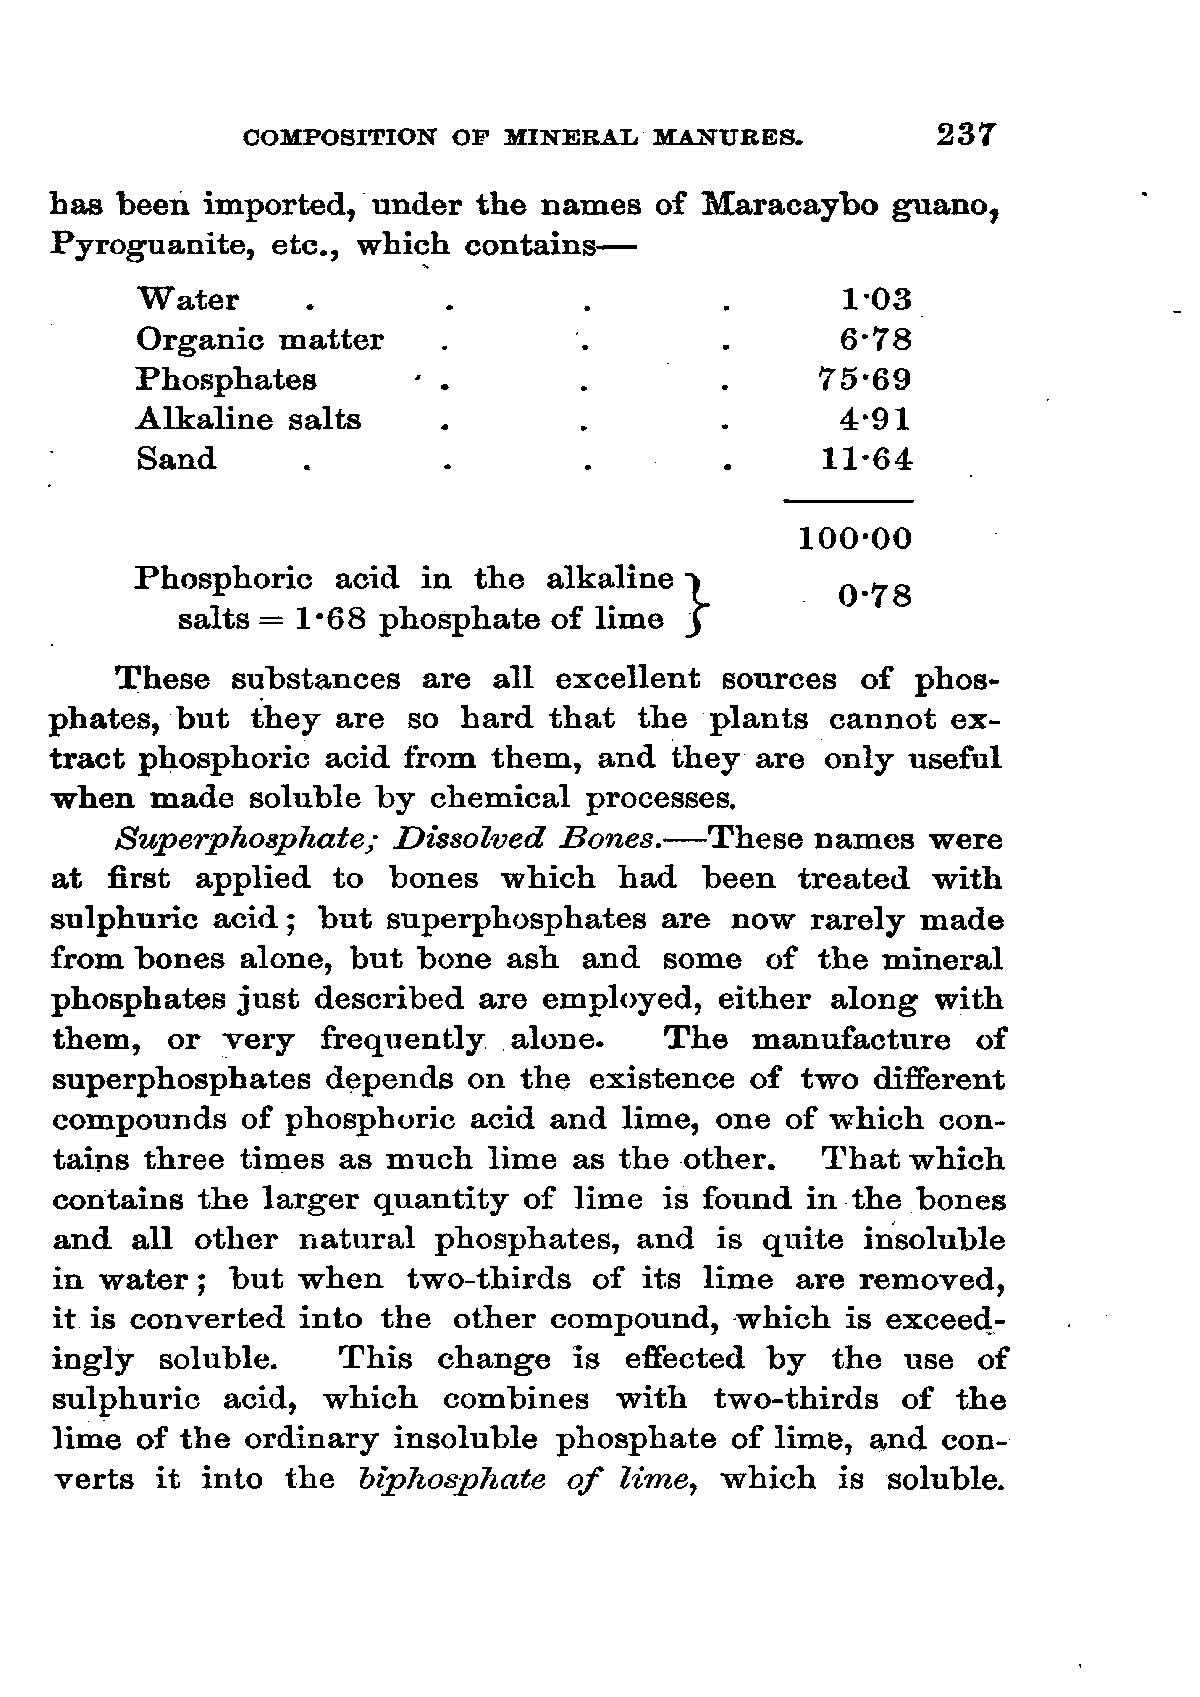 COMPOSITION OF MINERAL MANURES. 237
has been imported, under the names of Maracaybo guano,
Pyroguanite, etc., which contains—
Water . . . . 1·03
Organic matter . . . 6·78
Phosphates . . . 75·69
Alkaline salts . . . 4·91
Sand . . . . 11·64
100·00
Phosphoric acid in the alkaline
salts = 1·68 phosphate of lime } 0·78
These substances are all excellent sources of phos-
phates, but they are so hard that the plants cannot ex-
tract phosphoric acid from them, and they are only useful
when made soluble by chemical processes.
Superphosphate; Dissolved Bones.—These names were
at first applied to bones which had been treated with
sulphuric acid; but superphosphates are now rarely made
from bones alone, but bone ash and some of the mineral
phosphates just described are employed, either along with
them, or very frequently alone. The manufacture of
superphosphates depends on the existence of two different
compounds of phosphoric acid and lime, one of which con-
tains three times as much lime as the other. That which
contains the larger quantity of lime is found in the bones
and all other natural phosphates, and is quite insoluble
in water; but when two-thirds of its lime are removed,
it is converted into the other compound, which is exceed-
ingly soluble. This change is effected by the use of
sulphuric acid, which combines with two-thirds of the
lime of the ordinary insoluble phosphate of lime, and con-
verts it into the biphosphate of lime, which is soluble.